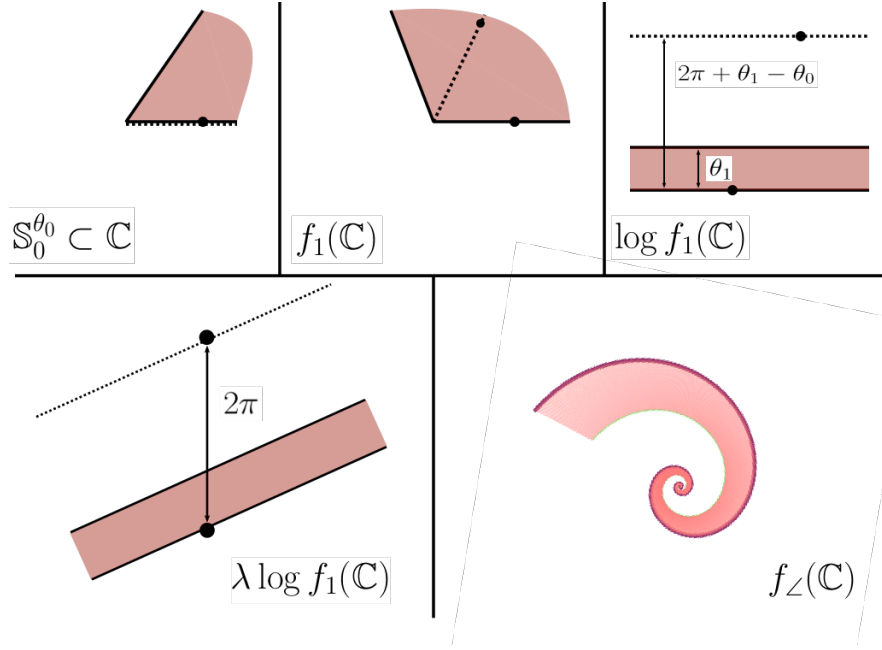 2π + θ₁ − θ₀
θ₁
𝕊₀^{θ₀} ⊂ ℂ
f₁(ℂ)
log f₁(ℂ)
2π
λ log f₁(ℂ)
f∠(ℂ)